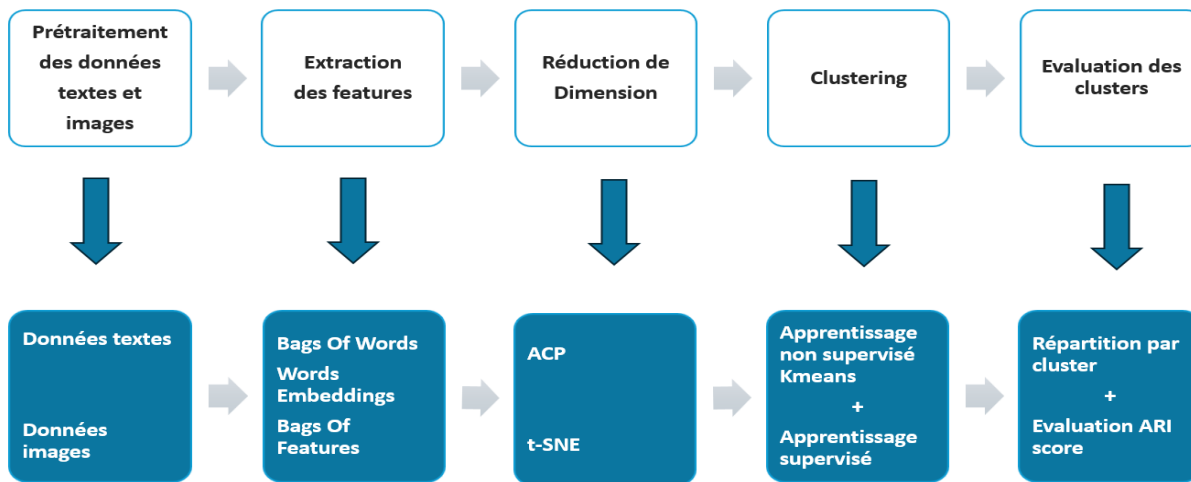 Prétraitement
des données
textes et
images
Extraction
des features
Réduction de
Dimension
Clustering
Evaluation des
clusters
Données textes
Données
images
Bags Of Words
Words
Embeddings
Bags Of
Features
ACP
t-SNE
Apprentissage
non supervisé
Kmeans
+
Apprentissage
supervisé
Répartition par
cluster
+
Evaluation ARI
score